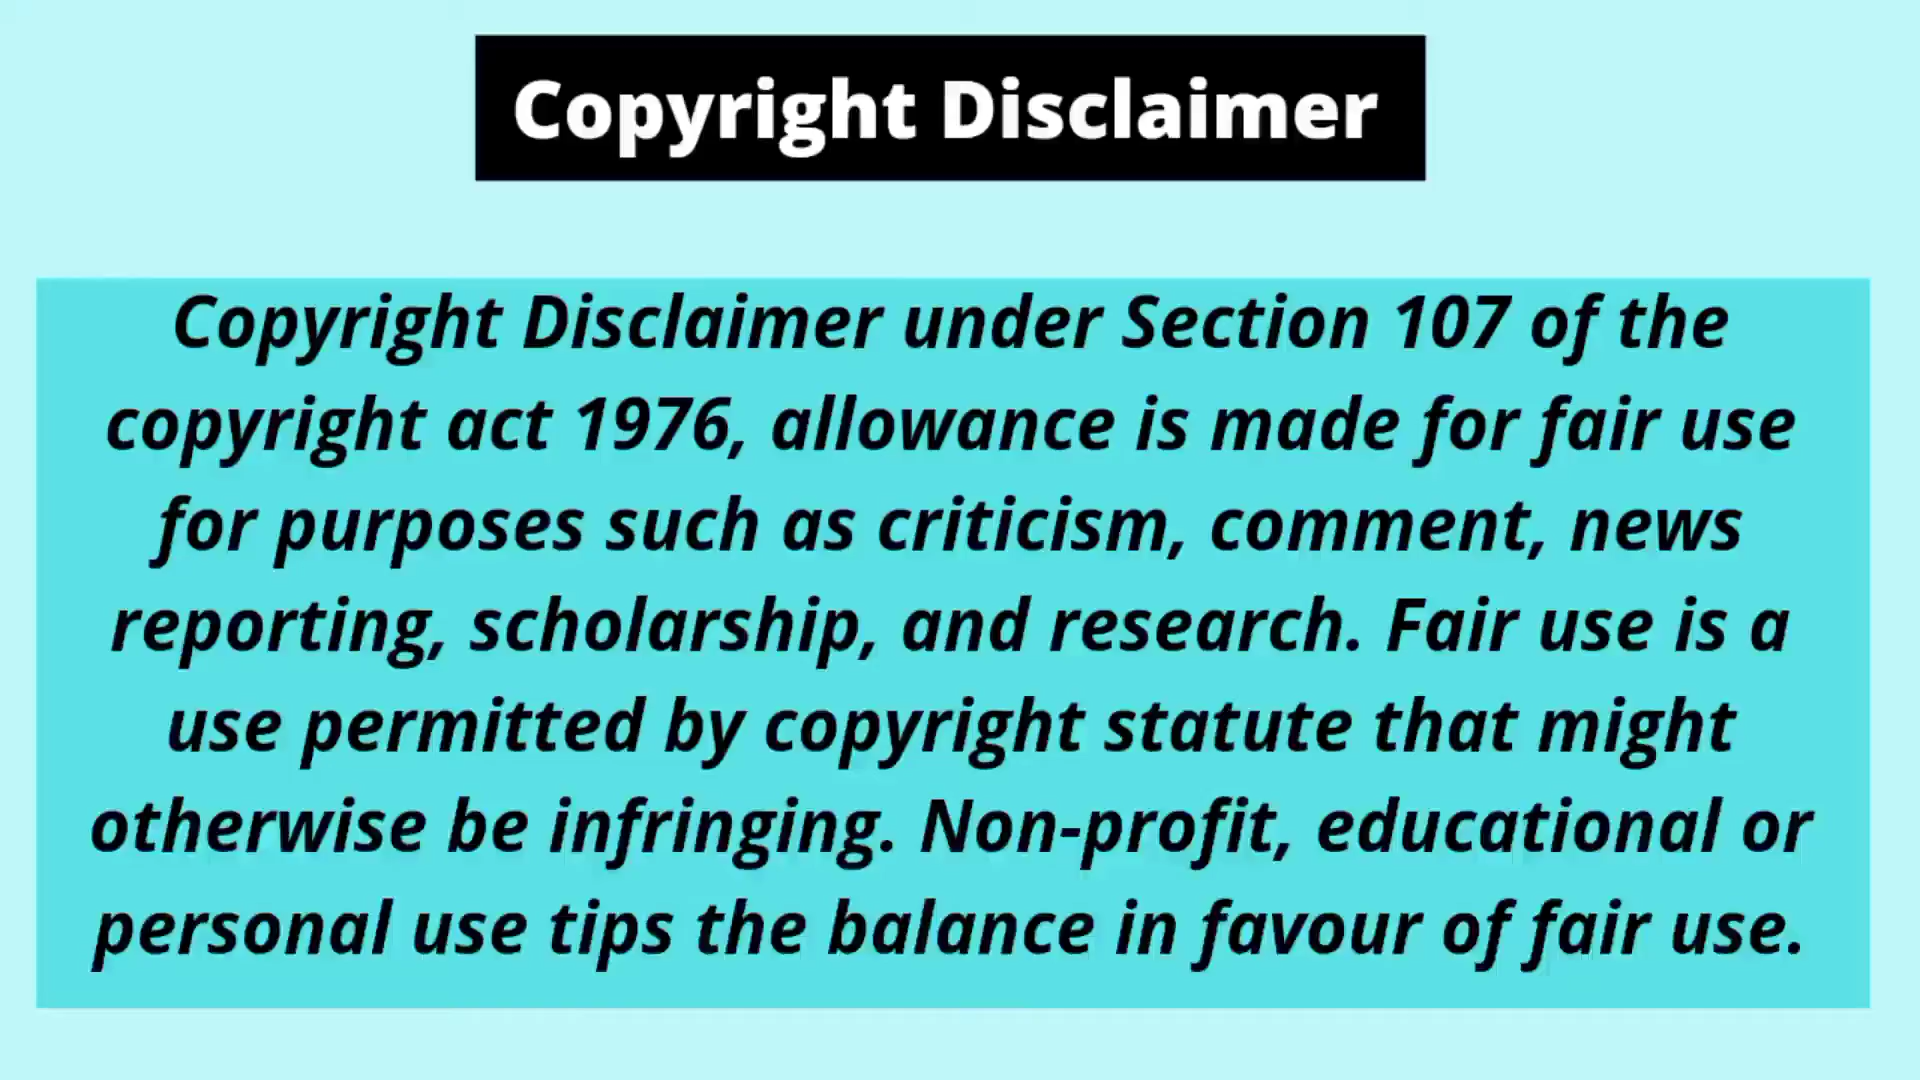 Copyright Disclaimer
Copyright Disclaimer under Section 107 of the
copyright act 1976, allowance is made for fair use
for purposes such as criticism, comment, news
reporting, scholarship, and research. Fair use is a
use permitted by copyright statute that might
otherwise be infringing. Non-profit, educational or
personal use tips the balance in favour of fair use.